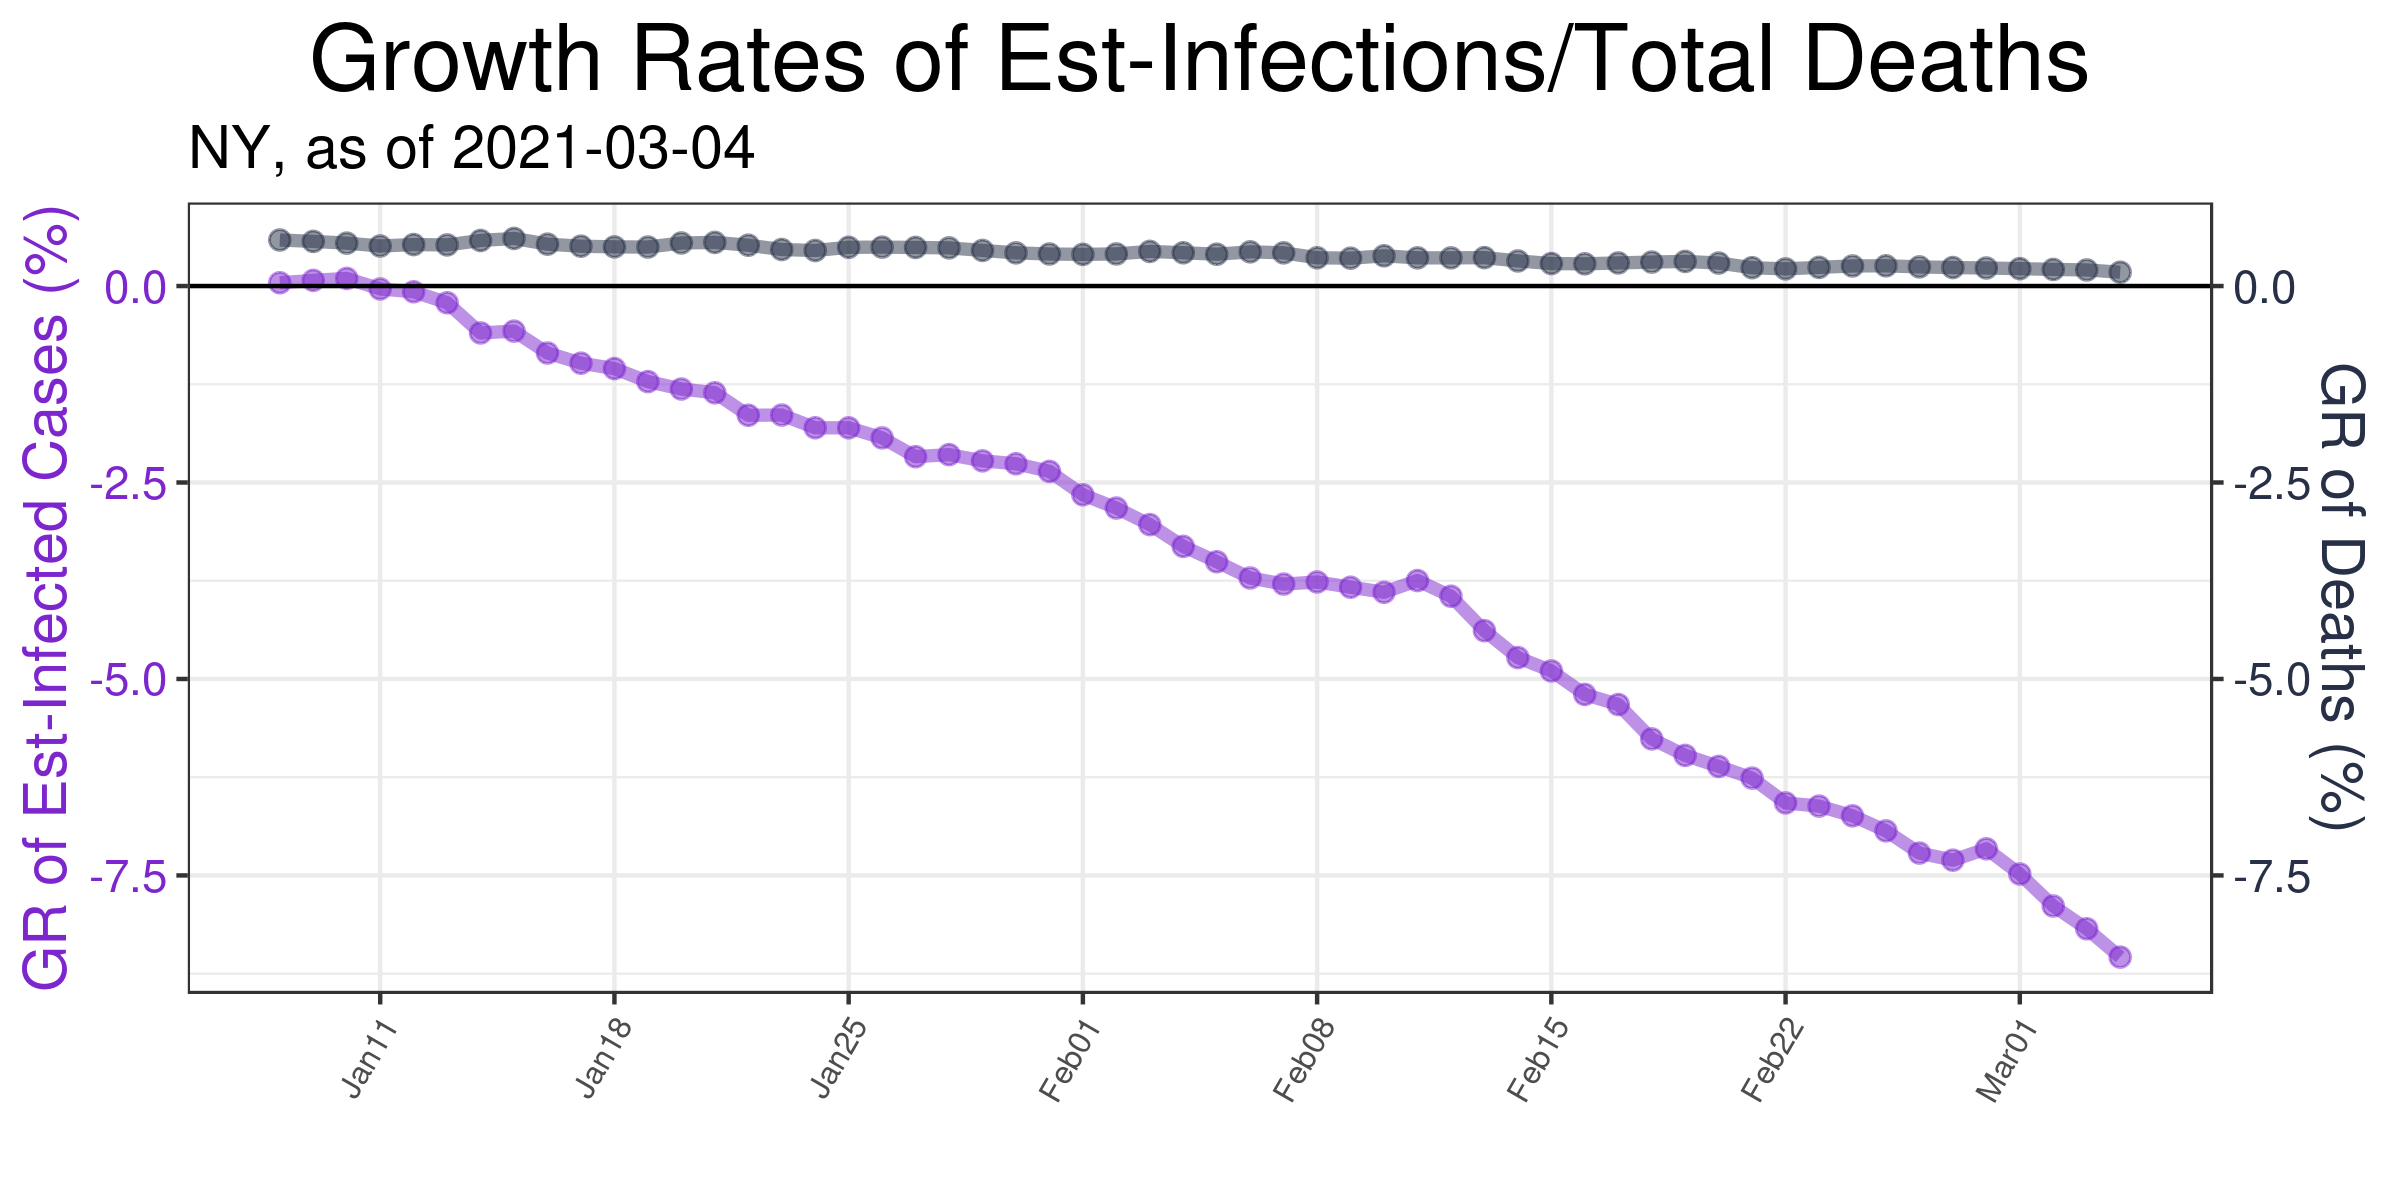 Growth Rates of Est-Infections/Total Deaths
NY, as of 2021-03-04
GR of Est-Infected Cases (%)
0.0
-2.5
-5.0
-7.5
0.0
-2.5
-5.0
-7.5
GR of Deaths (%)
Jan11
Jan18
Jan25
Feb01
Feb08
Feb15
Feb22
Mar01